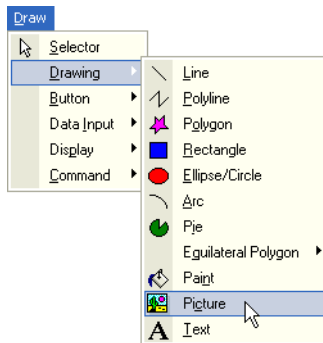 Draw
Selector
Drawing
Button
Data Input
Display
Command
Line
Polyline
Polygon
Rectangle
Ellipse/Circle
Arc
Pie
Equilateral Polygon
Paint
Picture
A Text